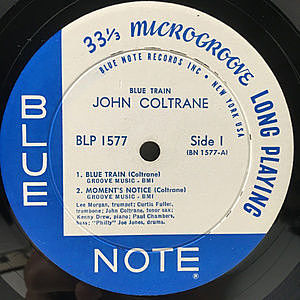 33⅓ MICROGROOVE LONG PLAYING
BLUE NOTE RECORDS INC • NEW YORK USA
BLUE TRAIN
JOHN COLTRANE
BLP 1577
Side 1
(BN 1577-A)
1. BLUE TRAIN (Coltrane)
GROOVE MUSIC - BMI
2. MOMENT'S NOTICE (Coltrane)
GROOVE MUSIC - BMI
Lee Morgan, trumpet; Curtis Fuller,
trombone; John Coltrane, tenor sax;
Kenny Drew, piano; Paul Chambers,
bass; "Philly" Joe Jones, drums.
BLUE
NOTE
®